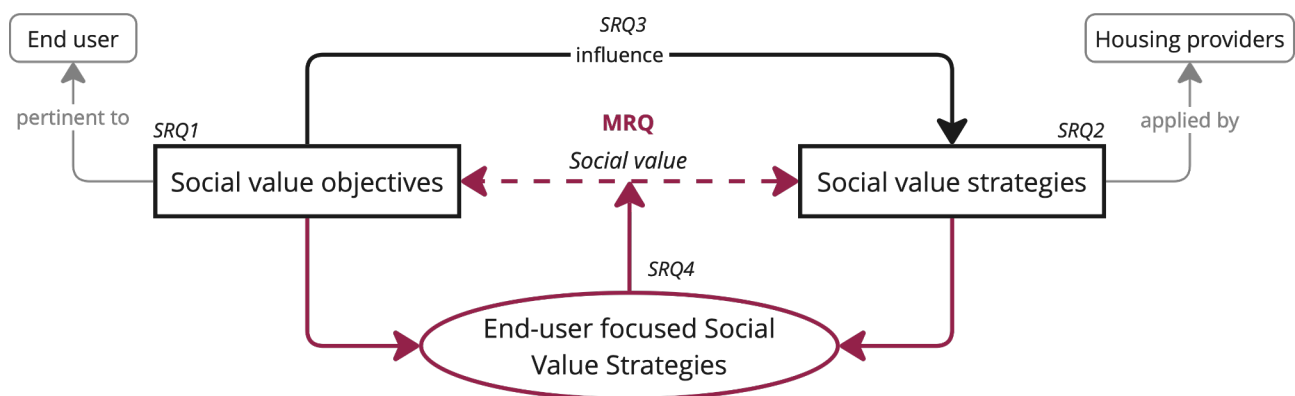 SRQ3
End user
Housing providers
influence
pertinent to
MRQ
applied by
SRQ1
SRQ2
Social value
Social value objectives
Social value strategies
SRQ4
End-user focused Social
Value Strategies